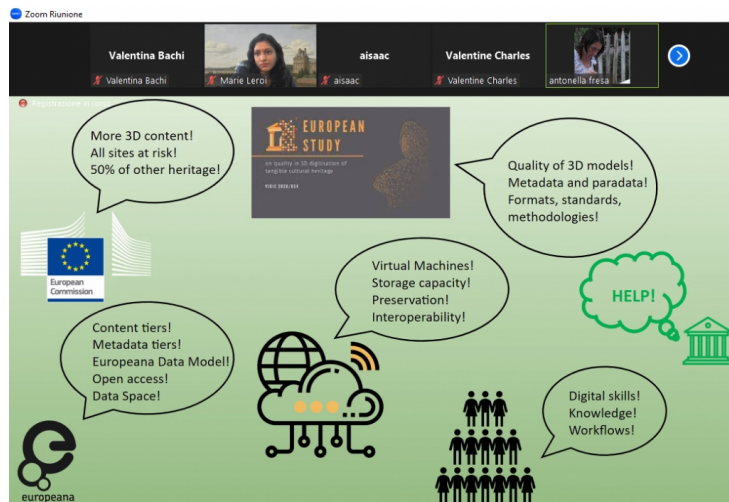 Zoom Riunione
Valentina Bachi
aisaac
Valentine Charles
Valentina Bachi
Marie Leroi
aisaac
Valentine Charles
antonella fresa
Registrazione in corso
More 3D content!
All sites at risk!
50% of other heritage!
EUROPEAN
STUDY
on quality in 3D digitisation of
tangible cultural heritage
VIGIE 2020/654
Quality of 3D models!
Metadata and paradata!
Formats, standards,
methodologies!
European
Commission
Virtual Machines!
Storage capacity!
Preservation!
Interoperability!
HELP!
Content tiers!
Metadata tiers!
Europeana Data Model!
Open access!
Data Space!
Digital skills!
Knowledge!
Workflows!
europeana